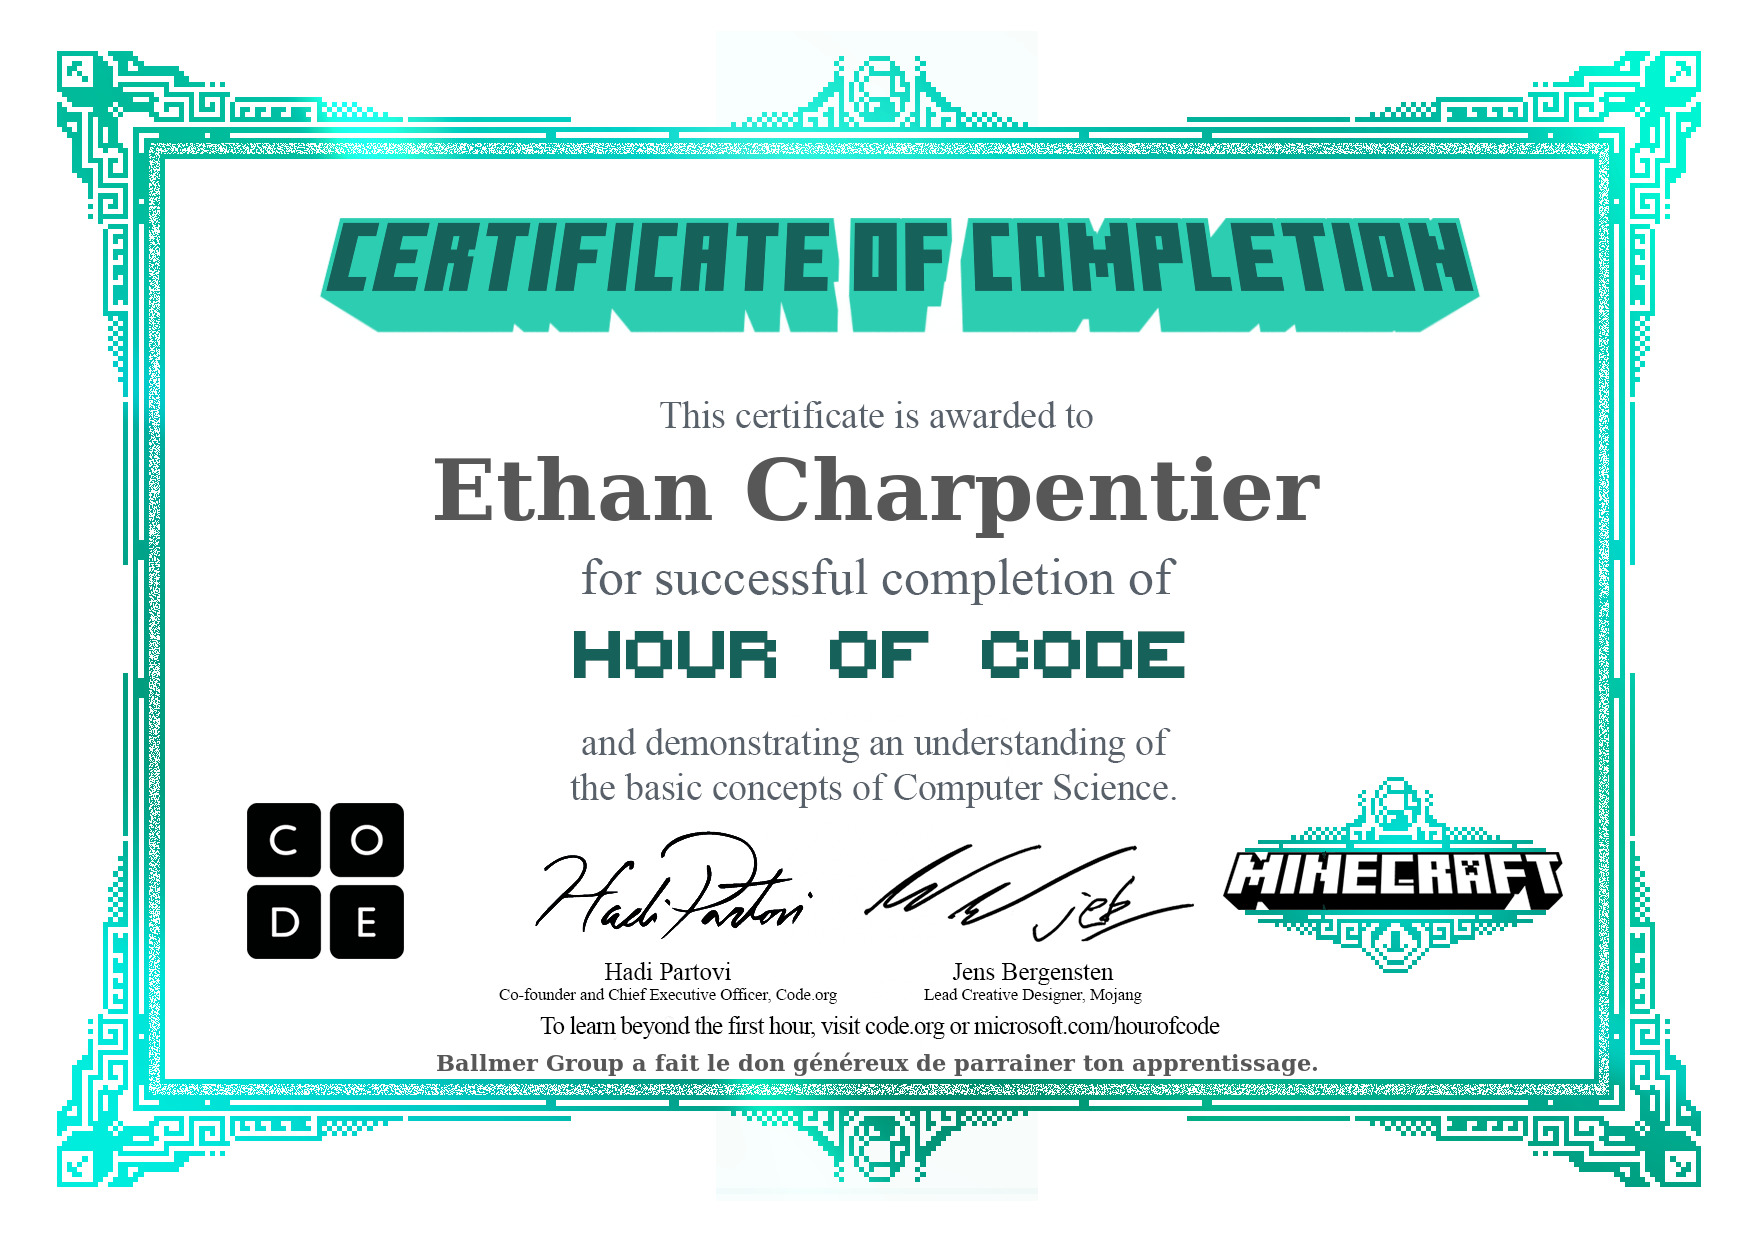 CERTIFICATE OF COMPLETION
This certificate is awarded to
Ethan Charpentier
for successful completion of
HOUR OF CODE
and demonstrating an understanding of
the basic concepts of Computer Science.
C O
D E
Hadi Partovi
jeb
MINECRAFT
Hadi Partovi
Co-founder and Chief Executive Officer, Code.org
Jens Bergensten
Lead Creative Designer, Mojang
To learn beyond the first hour, visit code.org or microsoft.com/hourofcode
Ballmer Group a fait le don généreux de parrainer ton apprentissage.